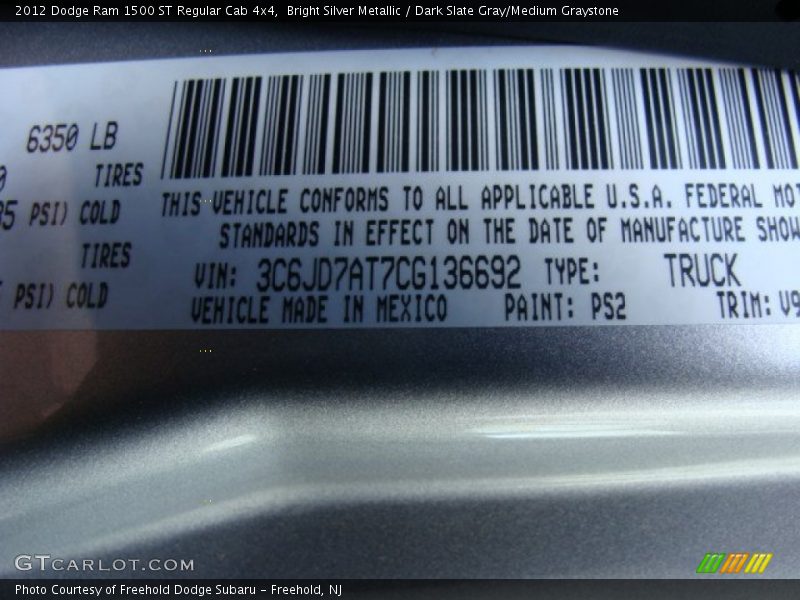 2012 Dodge Ram 1500 ST Regular Cab 4x4, Bright Silver Metallic / Dark Slate Gray/Medium Graystone
6350 LB
TIRES
PSI) COLD
TIRES
PSI) COLD
THIS VEHICLE CONFORMS TO ALL APPLICABLE U.S.A. FEDERAL MOT
STANDARDS IN EFFECT ON THE DATE OF MANUFACTURE SHOW
VIN: 3C6JD7AT7CG136692 TYPE: TRUCK
VEHICLE MADE IN MEXICO PAINT: PS2 TRIM: V9
GTCARLOT.COM
Photo Courtesy of Freehold Dodge Subaru – Freehold, NJ